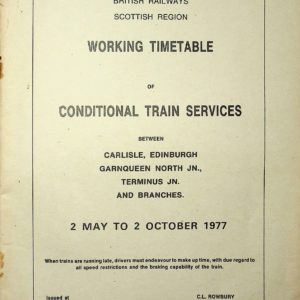 BRITISH RAILWAYS
SCOTTISH REGION
WORKING TIMETABLE
OF
CONDITIONAL TRAIN SERVICES
BETWEEN
CARLISLE, EDINBURGH
GARNQUEEN NORTH JN.,
TERMINUS JN.
AND BRANCHES.
2 MAY TO 2 OCTOBER 1977
When trains are running late, drivers must endeavour to make up time, with due regard to
all speed restrictions and the braking capability of the train.
Issued at
C.L. ROWBURY